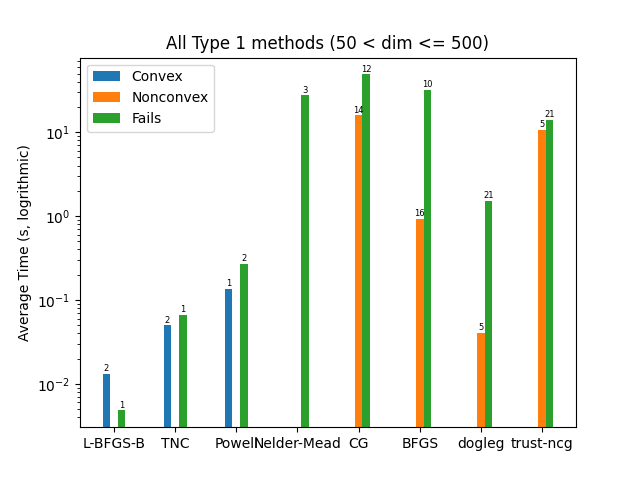 All Type 1 methods (50 < dim <= 500)
Convex
Nonconvex
Fails
Average Time (s, logrithmic)
10^1
10^0
10^-1
10^-2
2 1 2 1 1 2 3 14 12 16 10 5 21 5 21
L-BFGS-B TNC Powell Nelder-Mead CG BFGS dogleg trust-ncg